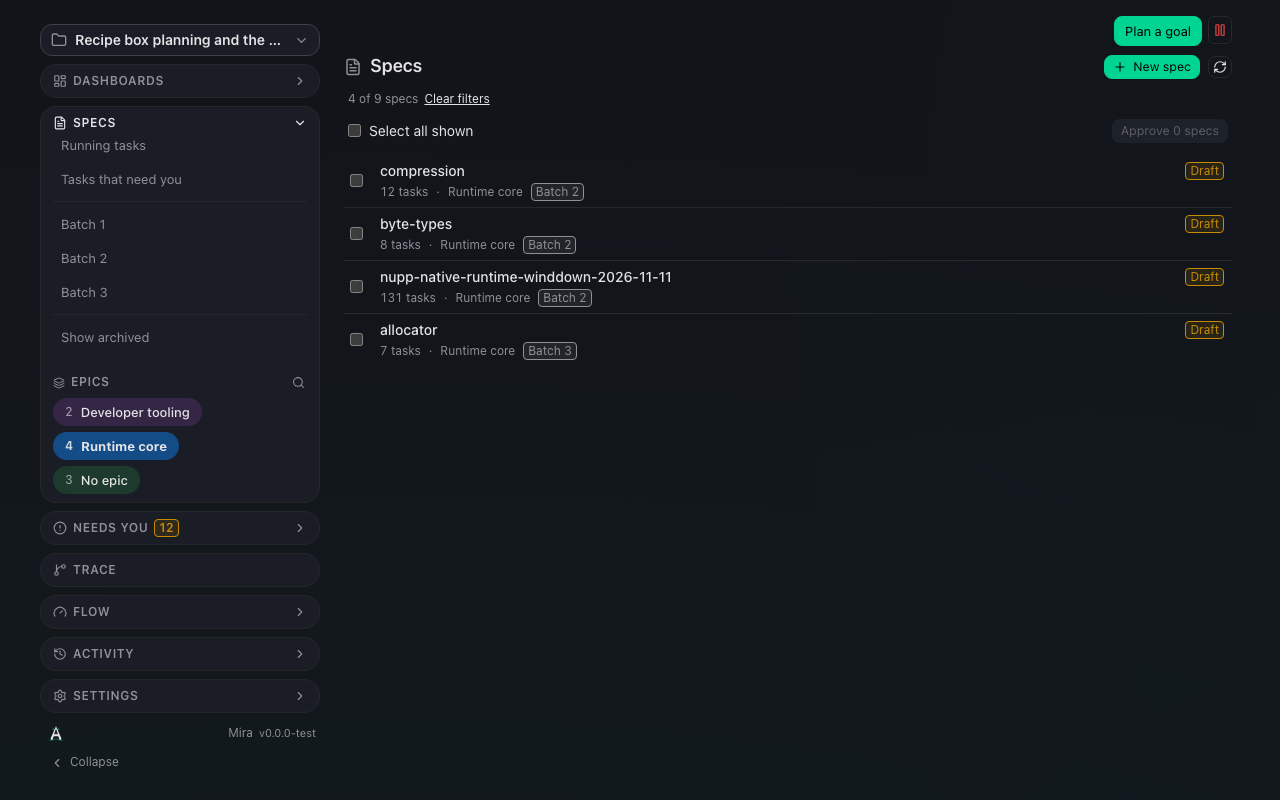 Recipe box planning and the ...
DASHBOARDS
SPECS
Running tasks
Tasks that need you
Batch 1
Batch 2
Batch 3
Show archived
EPICS
2 Developer tooling
4 Runtime core
3 No epic
NEEDS YOU 12
TRACE
FLOW
ACTIVITY
SETTINGS
A
Mira v0.0.0-test
Collapse
Plan a goal
Specs
New spec
4 of 9 specs Clear filters
Select all shown
Approve 0 specs
compression
Draft
12 tasks · Runtime core Batch 2
byte-types
Draft
8 tasks · Runtime core Batch 2
nupp-native-runtime-winddown-2026-11-11
Draft
131 tasks · Runtime core Batch 2
allocator
Draft
7 tasks · Runtime core Batch 3